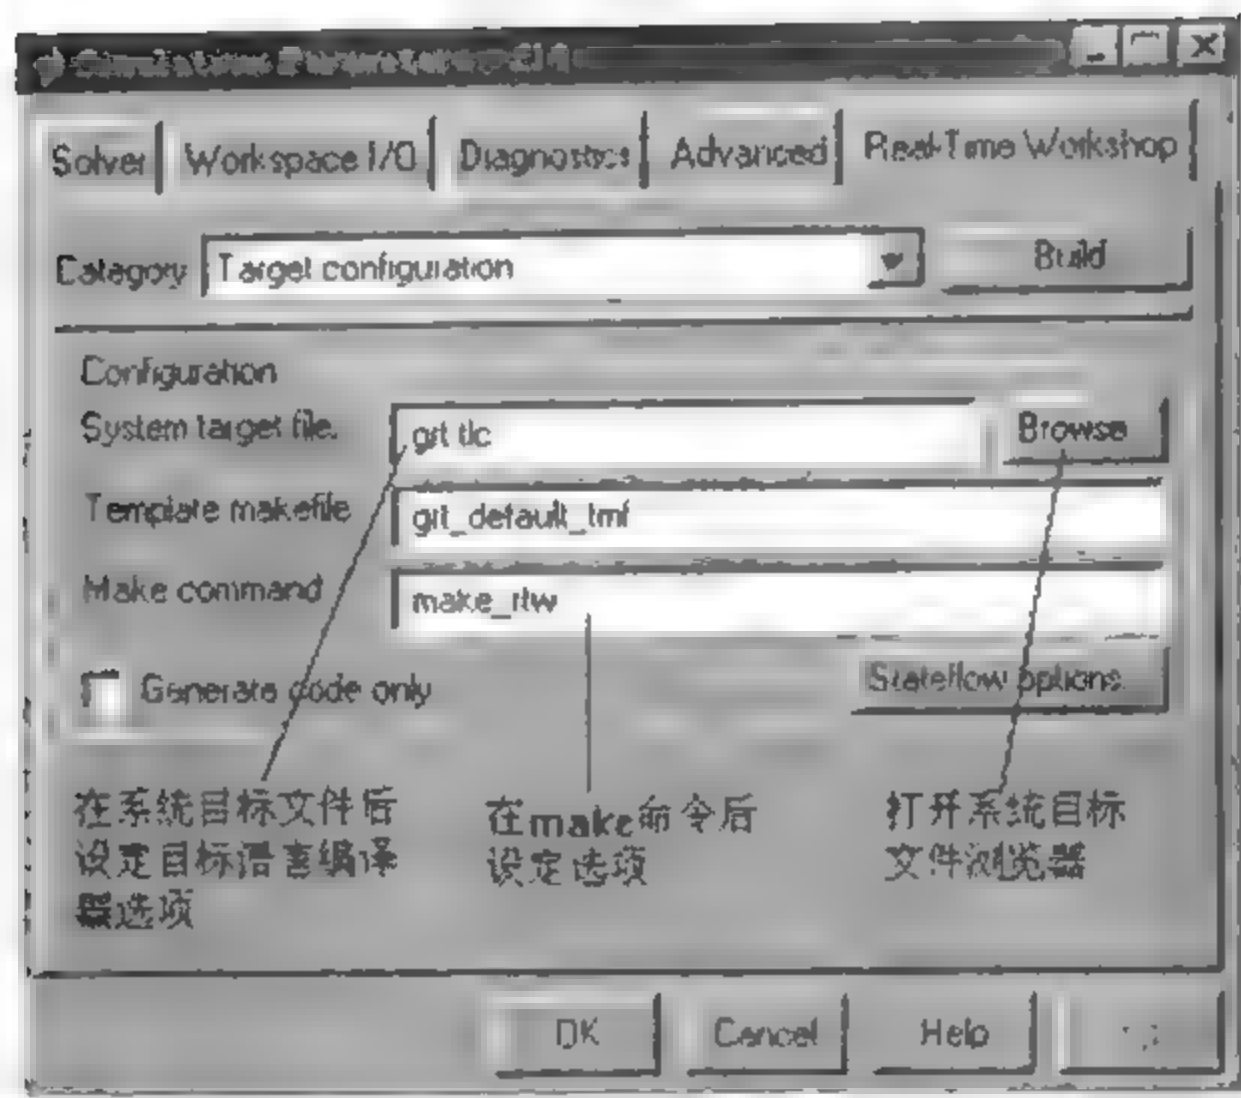 Simulation Parameters:
Solver Workspace I/O Diagnostics Advanced Real-Time Workshop
Category Target configuration Build
Configuration
System target file. grt tlc Browse
Template makefile grt_default_tmf
Make command make_rtw
Generate code only Stateflow options
在系统目标文件后
设定目标语言编译
器选项
在make命令后
设定选项
打开系统目标
文件浏览器
OK Cancel Help